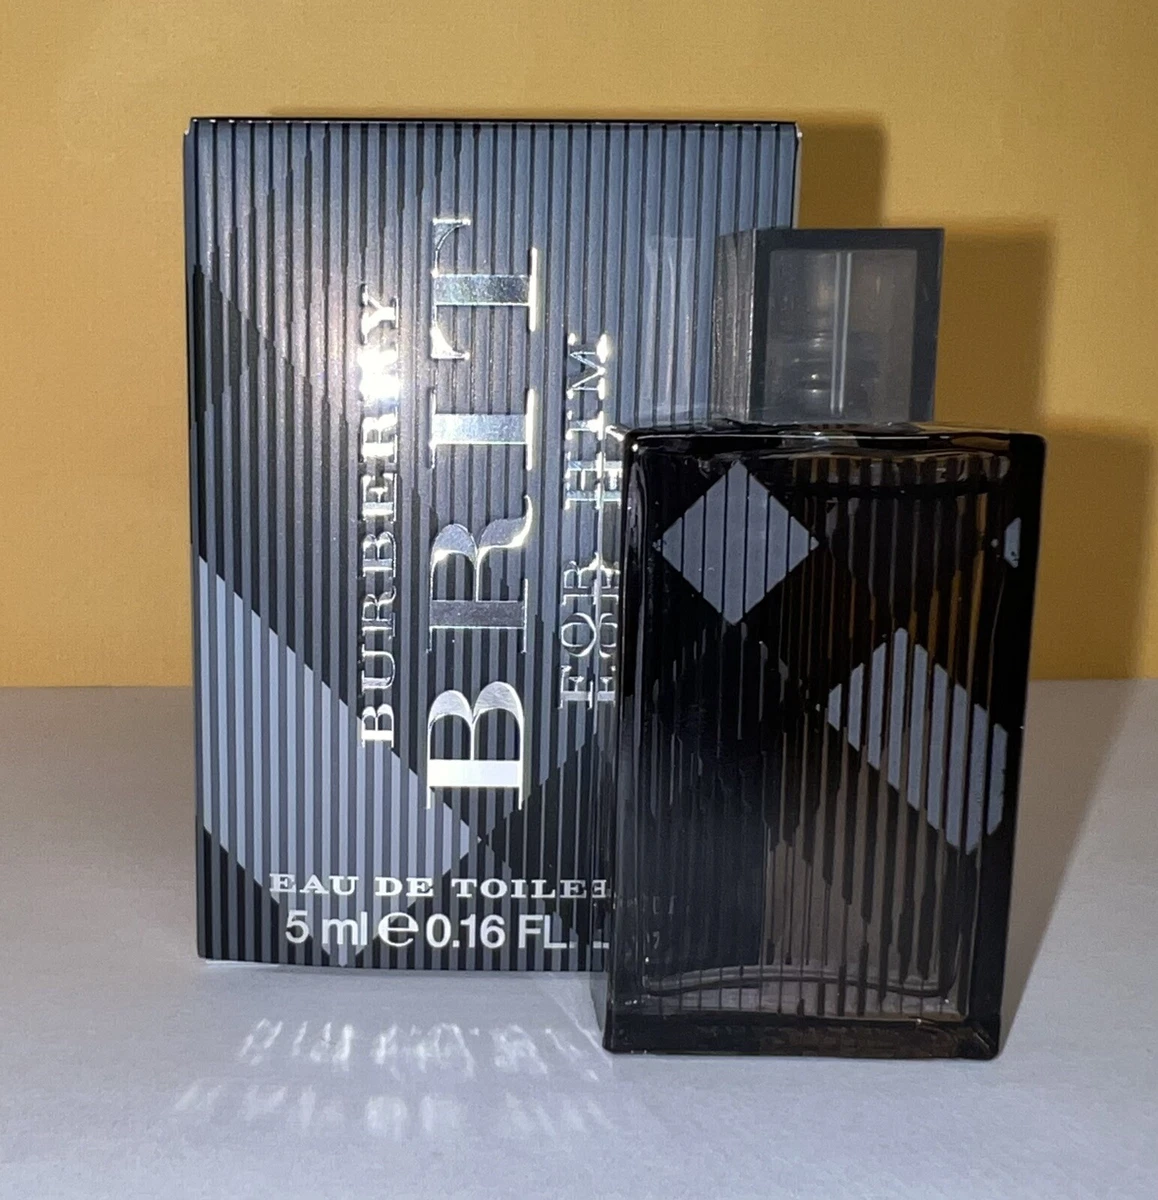 BURBERRY
BRIT
FOR HIM
EAU DE TOILE
5 ml e 0.16 FL.